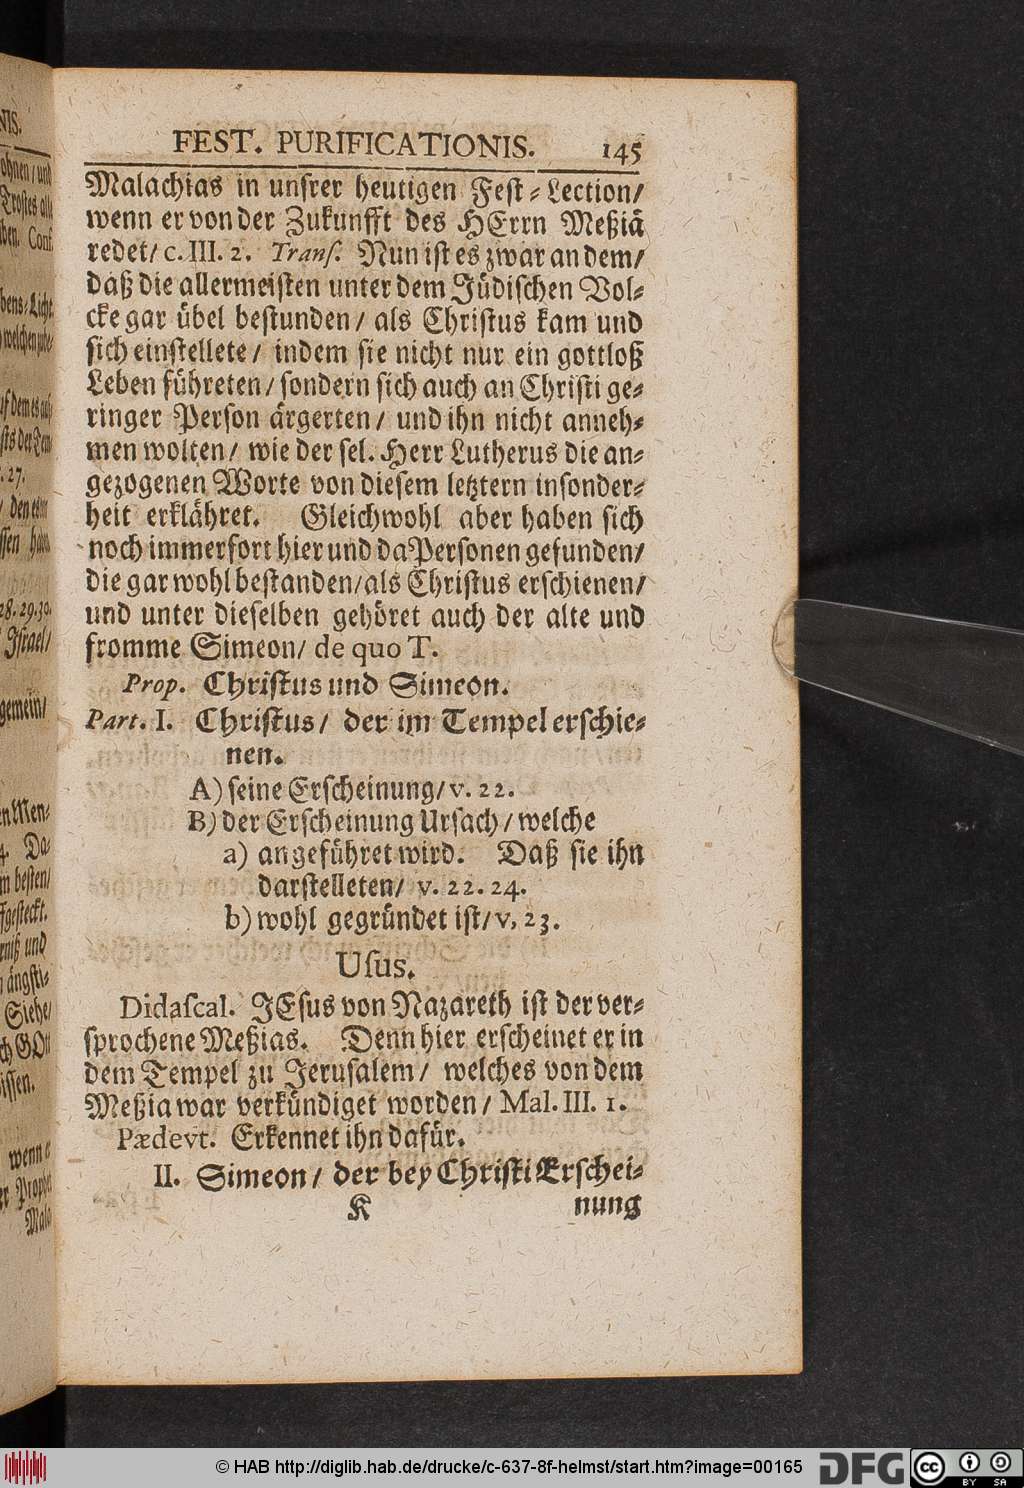 FEST. PURIFICATIONIS. 145
Malachias in unsrer heutigen Fest-Lection/
wenn er von der Zukunfft des HErrn Meßiä
redet/ c. III. 2. Transſ. Nun ist es zwar an dem/
daß die allermeisten unter dem Jüdischen Vol-
cke gar übel bestunden/ als Christus kam und
sich einstellete/ indem sie nicht nur ein gottloß
Leben führeten/ sondern sich auch an Christi ge-
ringer Person ärgerten/ und ihn nicht anneh-
men wolten/ wie der sel. Herr Lutherus die an-
gezogenen Worte von diesem letztern insonder-
heit erklähret. Gleichwohl aber haben sich
noch immerfort hier und da Personen gefunden/
die gar wohl bestanden/ als Christus erschienen/
und unter dieselben gehöret auch der alte und
fromme Simeon/ de quo T.
Prop. Christus und Simeon.
Part. I. Christus/ der im Tempel erschie-
nen.
A) seine Erscheinung/ v. 22.
B) der Erscheinung Ursach/ welche
a) angeführet wird. Daß sie ihn
darstelleten/ v. 22. 24.
b) wohl gegründet ist/ v, 23.
Usus.
Didascal. JEsus von Nazareth ist der ver-
sprochene Meßias. Denn hier erscheinet er in
dem Tempel zu Jerusalem/ welches von dem
Meßia war verkündiget worden/ Mal. III. 1.
Pædevt. Erkennet ihn dafür.
II. Simeon/ der bey Christi Erschei-
K nung
© HAB http://diglib.hab.de/drucke/c-637-8f-helmst/start.htm?image=00165
DFG
cc BY SA